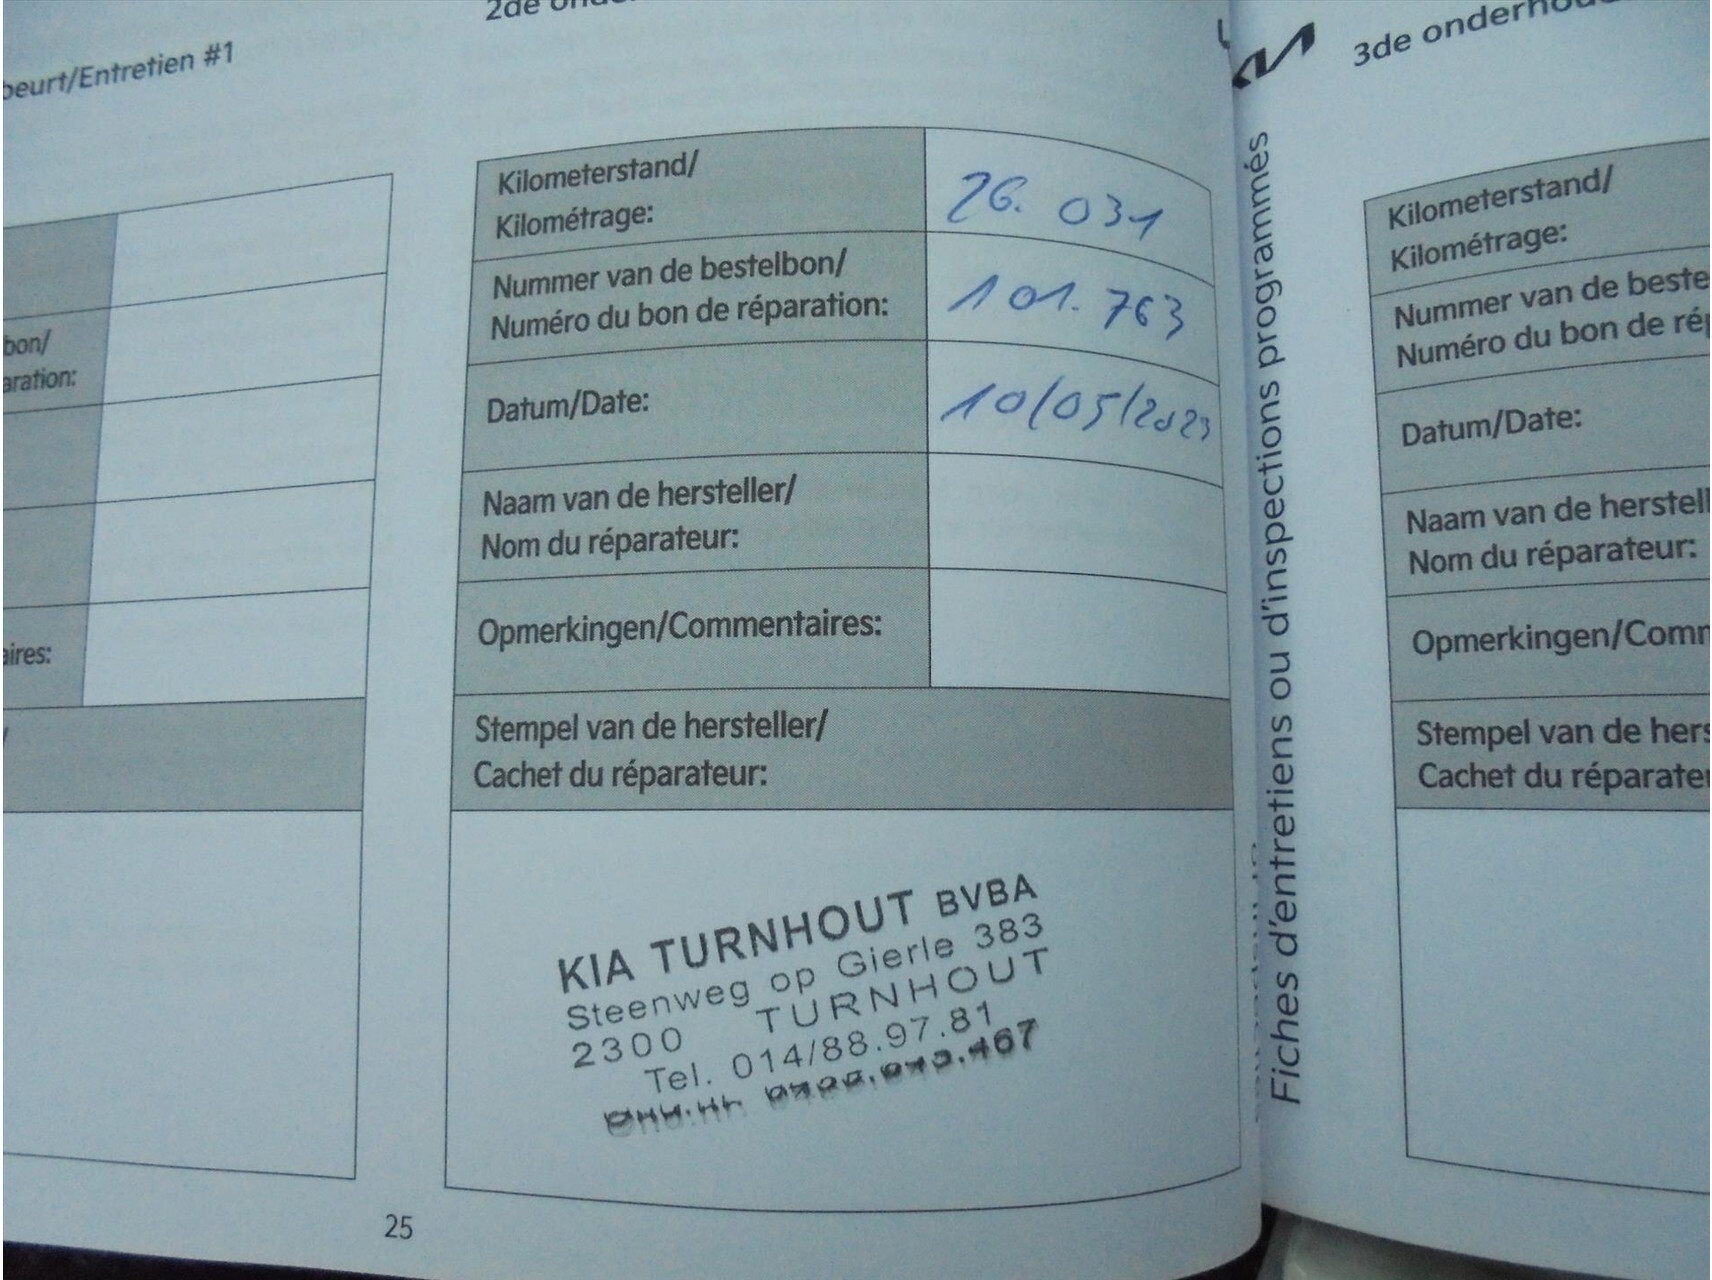 beurt/Entretien #1
bon/
aration:
aires:
/
2de
Kilometerstand/
Kilométrage:
26.031
Nummer van de bestelbon/
Numéro du bon de réparation:
101.763
Datum/Date:
10/05/2023
Naam van de hersteller/
Nom du réparateur:
Opmerkingen/Commentaires:
Stempel van de hersteller/
Cachet du réparateur:
KIA TURNHOUT BVBA
Steenweg op Gierle 383
2300 TURNHOUT
Tel. 014/88.97.81
25
Fiches d'entretiens ou d'inspections programmés
3de
Kilometerstand/
Kilométrage:
Nummer van de beste
Numéro du bon de rép
Datum/Date:
Naam van de herstell
Nom du réparateur:
Opmerkingen/Comm
Stempel van de hers
Cachet du réparateu